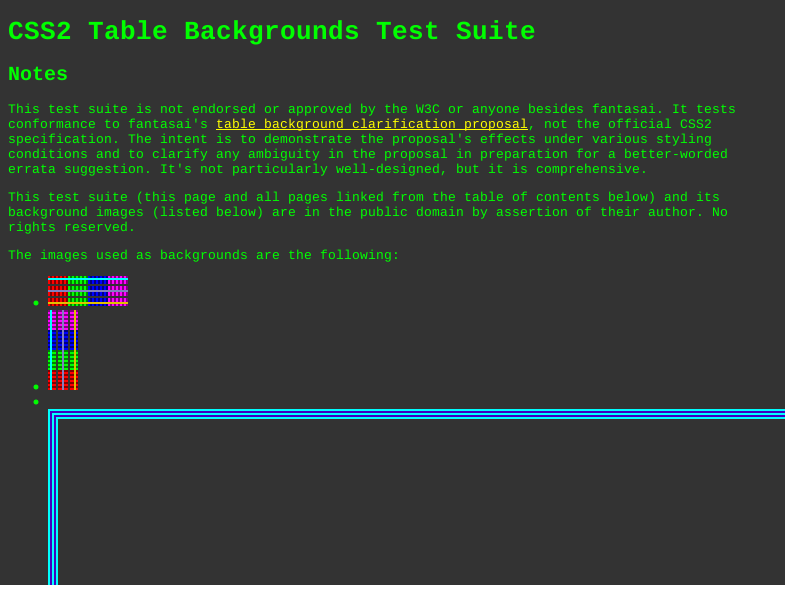 CSS2 Table Backgrounds Test Suite
Notes
This test suite is not endorsed or approved by the W3C or anyone besides fantasai. It tests
conformance to fantasai's table background clarification proposal, not the official CSS2
specification. The intent is to demonstrate the proposal's effects under various styling
conditions and to clarify any ambiguity in the proposal in preparation for a better-worded
errata suggestion. It's not particularly well-designed, but it is comprehensive.
This test suite (this page and all pages linked from the table of contents below) and its
background images (listed below) are in the public domain by assertion of their author. No
rights reserved.
The images used as backgrounds are the following: